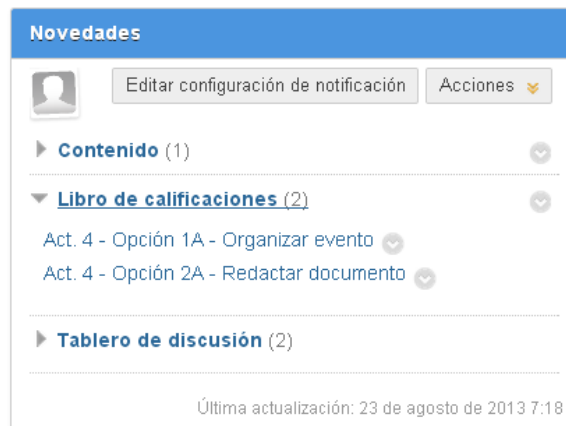 Novedades
Editar configuración de notificación Acciones
Contenido (1)
Libro de calificaciones (2)
Act. 4 - Opción 1A - Organizar evento
Act. 4 - Opción 2A - Redactar documento
Tablero de discusión (2)
Última actualización: 23 de agosto de 2013 7:18